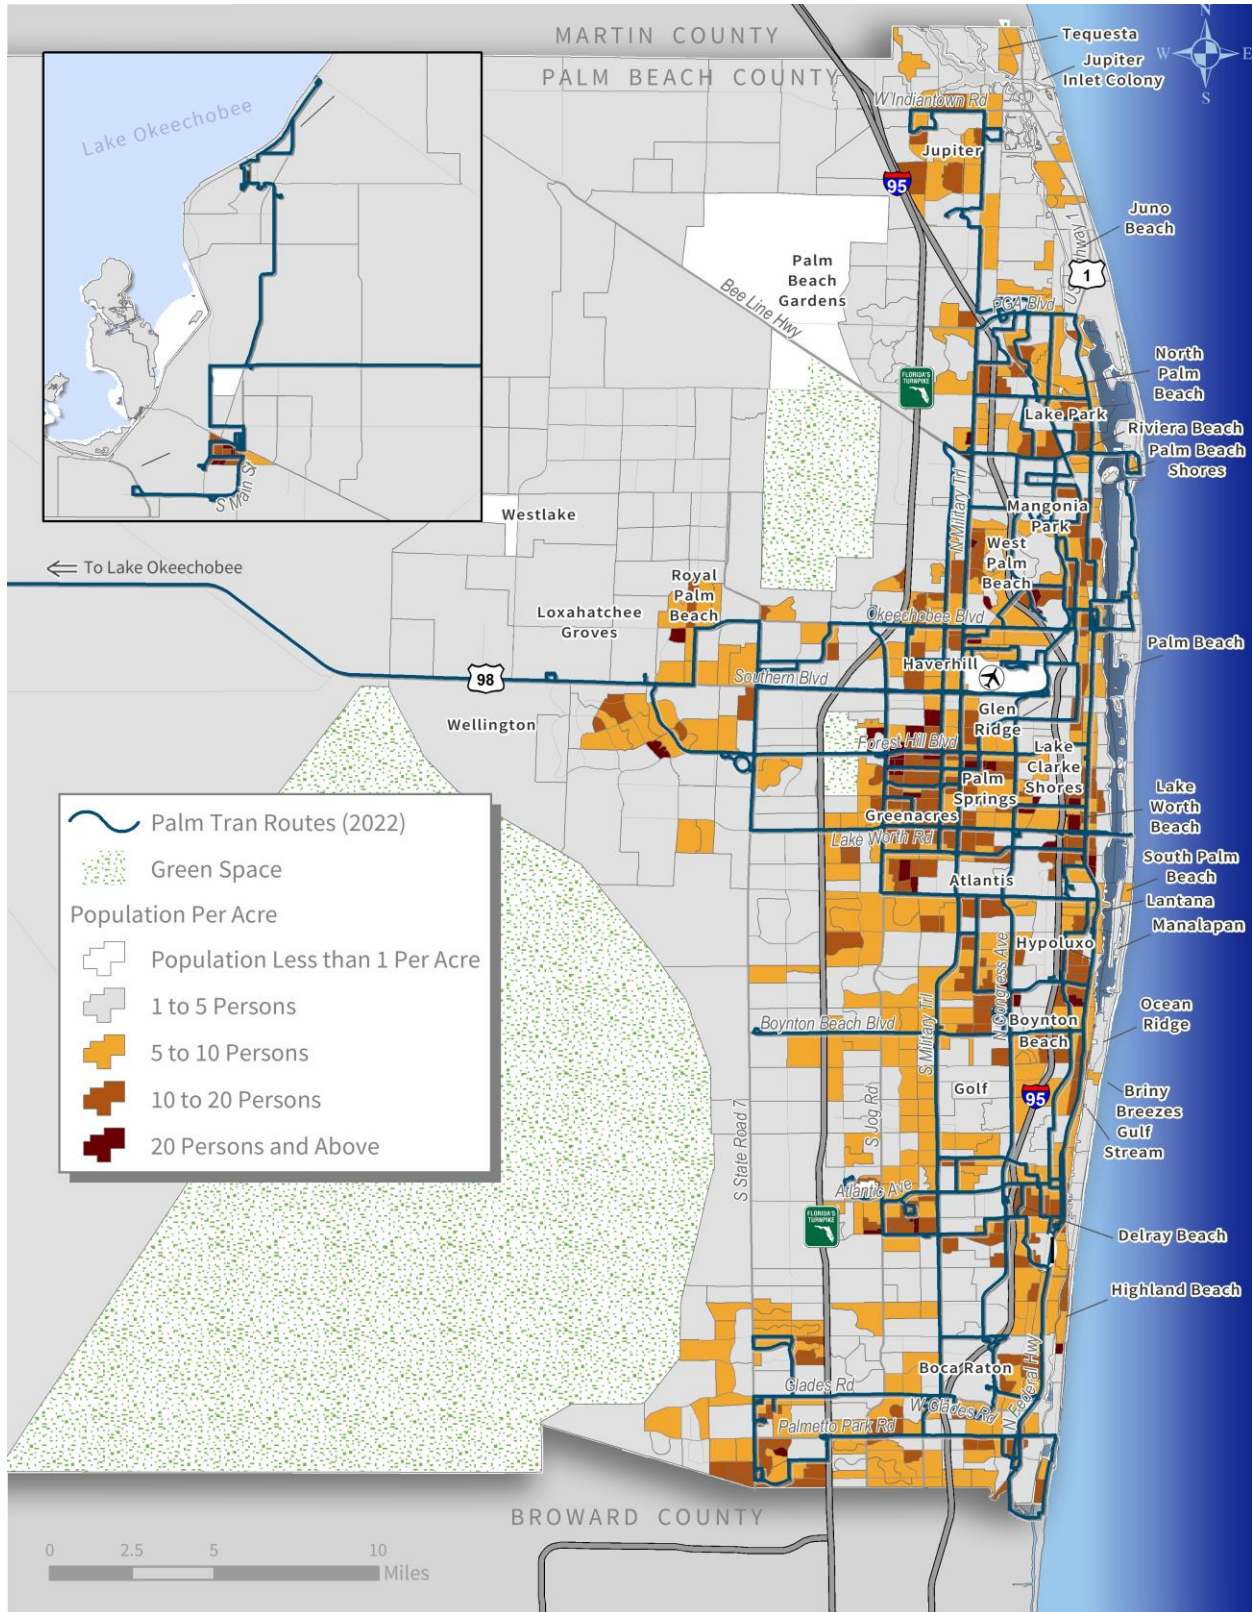 MARTIN COUNTY
PALM BEACH COUNTY
N
W
E
S
Tequesta
Jupiter
Inlet Colony
W Indiantown Rd
Jupiter
95
Juno
Beach
1
Lake Okeechobee
S Main St
Palm
Beach
Gardens
Bee Line Hwy
PGA Blvd
FLORIDA'S
TURNPIKE
North
Palm
Beach
Lake Park
Riviera Beach
Palm Beach
Shores
N Military Trl
Mangonia
Park
Westlake
West
Palm
Beach
To Lake Okeechobee
Royal
Palm
Beach
Loxahatchee
Groves
Okeechobee Blvd
Palm Beach
Haverhill
98
Southern Blvd
Wellington
Glen
Ridge
Forest Hill Blvd
Lake
Clarke
Shores
Palm
Springs
Lake
Worth
Beach
Greenacres
Lake Worth Rd
South Palm
Beach
Atlantis
Lantana
Manalapan
Hypoluxo
N Congress Ave
Ocean
Ridge
Boynton Beach Blvd
S Military Trl
Boynton
Beach
Golf
95
Briny
Breezes
Gulf
Stream
S State Road 7
S Jog Rd
Atlantic Ave
FLORIDA'S
TURNPIKE
Delray Beach
Highland Beach
Boca Raton
Glades Rd
W Glades Rd
N Federal Hwy
Palmetto Park Rd
Palm Tran Routes (2022)
Green Space
Population Per Acre
Population Less than 1 Per Acre
1 to 5 Persons
5 to 10 Persons
10 to 20 Persons
20 Persons and Above
BROWARD COUNTY
0
2.5
5
10
Miles